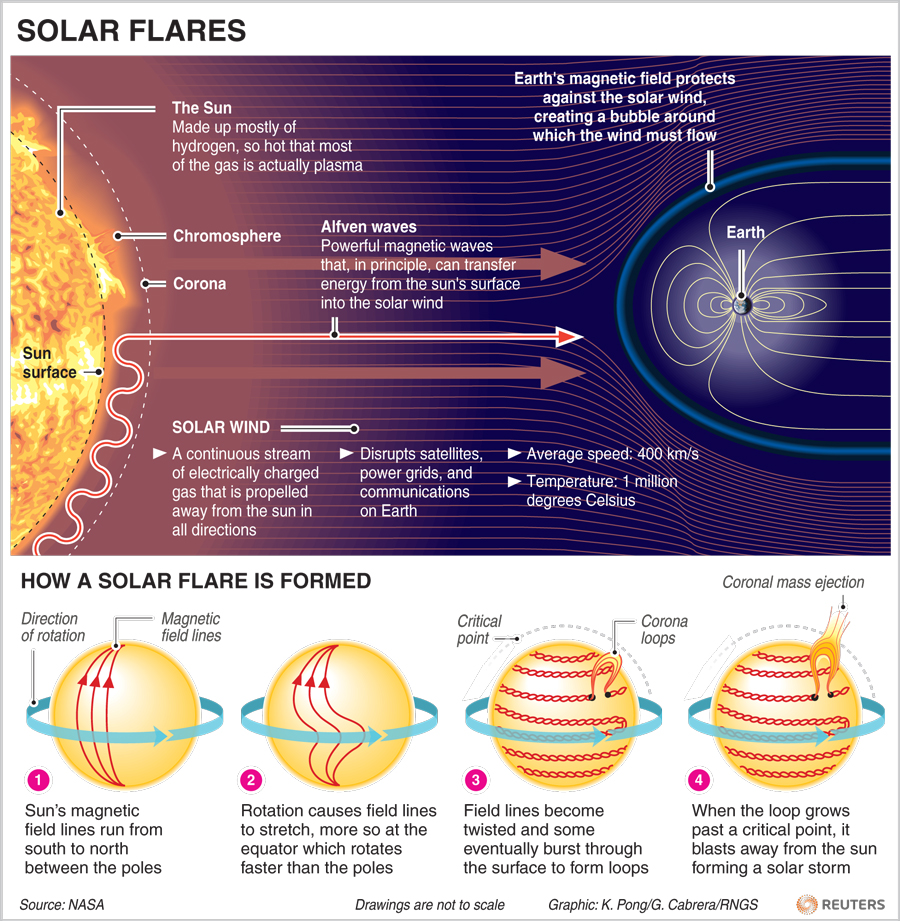 SOLAR FLARES
The Sun
Made up mostly of
hydrogen, so hot that most
of the gas is actually plasma
Earth's magnetic field protects
against the solar wind,
creating a bubble around
which the wind must flow
Chromosphere
Corona
Alfven waves
Powerful magnetic waves
that, in principle, can transfer
energy from the sun's surface
into the solar wind
Earth
Sun
surface
SOLAR WIND
► A continuous stream
of electrically charged
gas that is propelled
away from the sun in
all directions
► Disrupts satellites,
power grids, and
communications
on Earth
► Average speed: 400 km/s
► Temperature: 1 million
degrees Celsius
HOW A SOLAR FLARE IS FORMED
Direction
of rotation
Magnetic
field lines
1
Sun's magnetic
field lines run from
south to north
between the poles
2
Rotation causes field lines
to stretch, more so at the
equator which rotates
faster than the poles
Critical
point
Corona
loops
3
Field lines become
twisted and some
eventually burst through
the surface to form loops
Coronal mass ejection
4
When the loop grows
past a critical point, it
blasts away from the sun
forming a solar storm
Source: NASA
Drawings are not to scale
Graphic: K. Pong/G. Cabrera/RNGS
REUTERS